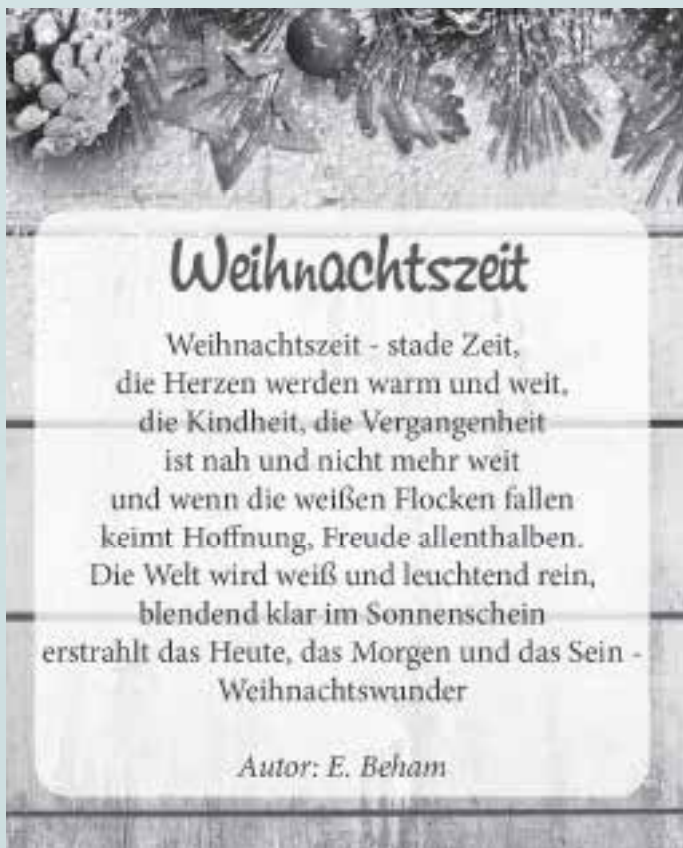 Weihnachtszeit
Weihnachtszeit - stade Zeit,
die Herzen werden warm und weit,
die Kindheit, die Vergangenheit
ist nah und nicht mehr weit
und wenn die weißen Flocken fallen
keimt Hoffnung, Freude allenthalben.
Die Welt wird weiß und leuchtend rein,
blendend klar im Sonnenschein
erstrahlt das Heute, das Morgen und das Sein -
Weihnachtswunder
Autor: E. Beham